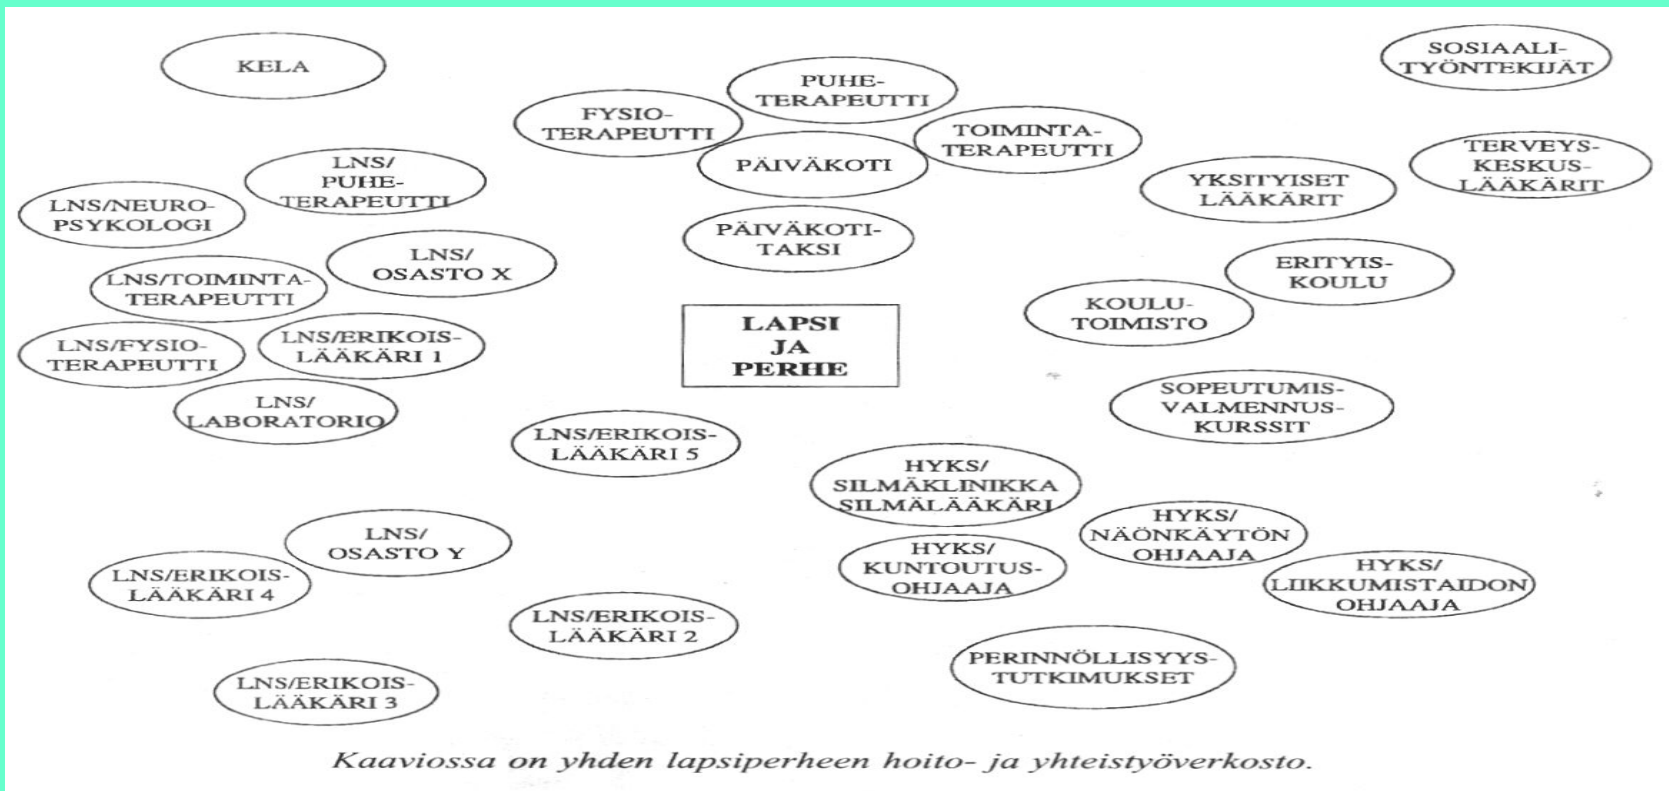 KELA
SOSIAALI-
TYÖNTEKIJÄT
PUHE-
TERAPEUTTI
FYSIO-
TERAPEUTTI
TOIMINTA-
TERAPEUTTI
PÄIVÄKOTI
TERVEYS-
KESKUS-
LÄÄKÄRIT
LNS/
PUHE-
TERAPEUTTI
YKSITYISET
LÄÄKÄRIT
LNS/NEURO-
PSYKOLOGI
PÄIVÄKOTI-
TAKSI
LNS/
OSASTO X
ERITYIS-
KOULU
LNS/TOIMINTA-
TERAPEUTTI
KOULU-
TOIMISTO
LAPSI
JA
PERHE
LNS/ERIKOIS-
LÄÄKÄRI 1
LNS/FYSIO-
TERAPEUTTI
SOPEUTUMIS-
VALMENNUS-
KURSSIT
LNS/
LABORATORIO
LNS/ERIKOIS-
LÄÄKÄRI 5
HYKS/
SILMÄKLINIKKA
SILMÄLÄÄKÄRI
HYKS/
NÄÖNKÄYTÖN
OHJAAJA
LNS/
OSASTO Y
HYKS/
KUNTOUTUS-
OHJAAJA
LNS/ERIKOIS-
LÄÄKÄRI 4
HYKS/
LIIKKUMISTAIDON
OHJAAJA
LNS/ERIKOIS-
LÄÄKÄRI 2
PERINNÖLLISYYS-
TUTKIMUKSET
LNS/ERIKOIS-
LÄÄKÄRI 3
Kaaviossa on yhden lapsiperheen hoito- ja yhteistyöverkosto.